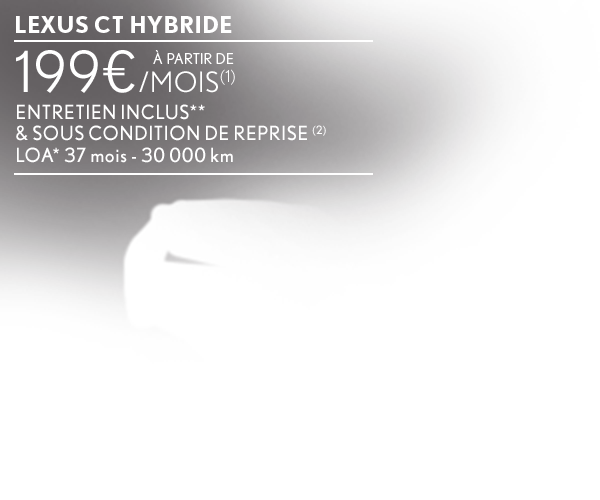 LEXUS CT HYBRIDE
À PARTIR DE
199€/MOIS(1)
ENTRETIEN INCLUS**
& SOUS CONDITION DE REPRISE (2)
LOA* 37 mois - 30 000 km